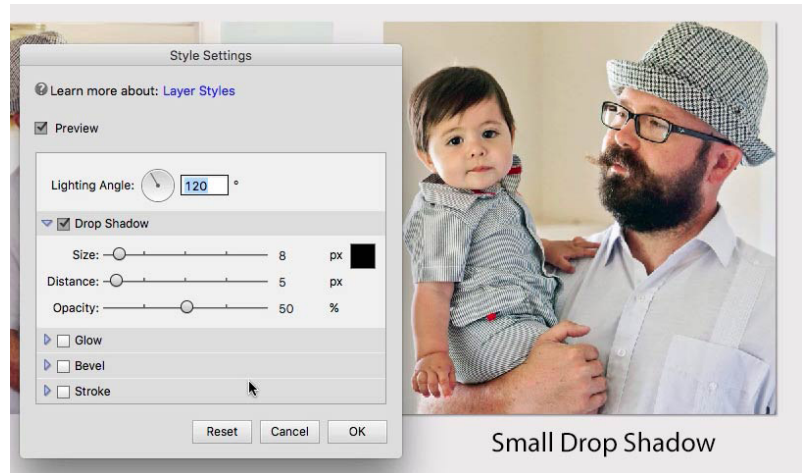 Style Settings
Learn more about: Layer Styles
Preview
Lighting Angle: 120 °
Drop Shadow
Size: 8 px
Distance: 5 px
Opacity: 50 %
Glow
Bevel
Stroke
Reset Cancel OK
Small Drop Shadow